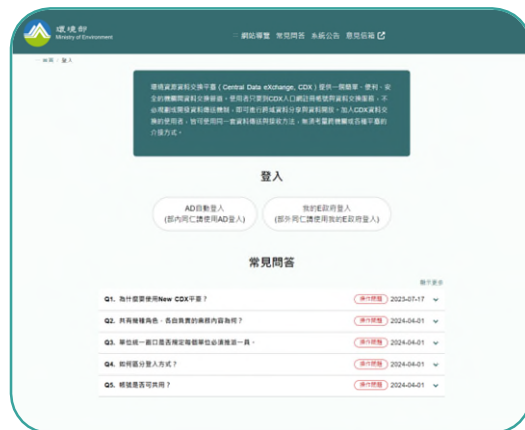 環境部
Ministry of Environment
::: 網站導覽 常見問答 系統公告 意見信箱
::: 首頁 / 登入
環境資源資料交換平臺(Central Data eXchange, CDX)提供一個簡單、便利、安
全的機關間資料交換管道。使用者只要到CDX入口網註冊帳號與資料交換服務,不
必規劃或開發資料傳送機制,即可進行跨域資料分享與資料開放。加入CDX資料交
換的使用者,皆可使用同一套資料傳送與接收方法,無須考量跨機關或各種平臺的
介接方式。
登入
AD自動登入
(部內同仁請使用AD登入)
我的E政府登入
(部外同仁請使用我的E政府登入)
常見問答
顯示更多
Q1. 為什麼要使用New CDX平臺? 操作問題 2023-07-17
Q2. 共有幾種角色、各自負責的業務內容為何? 操作問題 2024-04-01
Q3. 單位統一窗口是否規定每個單位必須推派一員。 操作問題 2024-04-01
Q4. 如何區分登入方式? 操作問題 2024-04-01
Q5. 帳號是否可共用? 操作問題 2024-04-01